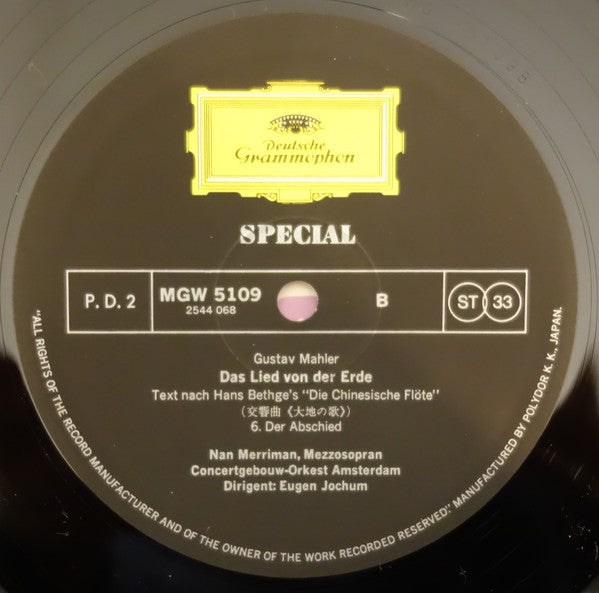 Deutsche
Grammophon
SPECIAL
P. D. 2
MGW 5109
2544 068
B
ST 33
Gustav Mahler
Das Lied von der Erde
Text nach Hans Bethge's "Die Chinesische Flöte"
(交響曲《大地の歌》)
6. Der Abschied
Nan Merriman, Mezzosopran
Concertgebouw-Orkest Amsterdam
Dirigent: Eugen Jochum
"ALL RIGHTS OF THE RECORD MANUFACTURER AND OF THE OWNER OF THE WORK RECORDED RESERVED." MANUFACTURED BY POLYDOR K. K., JAPAN.